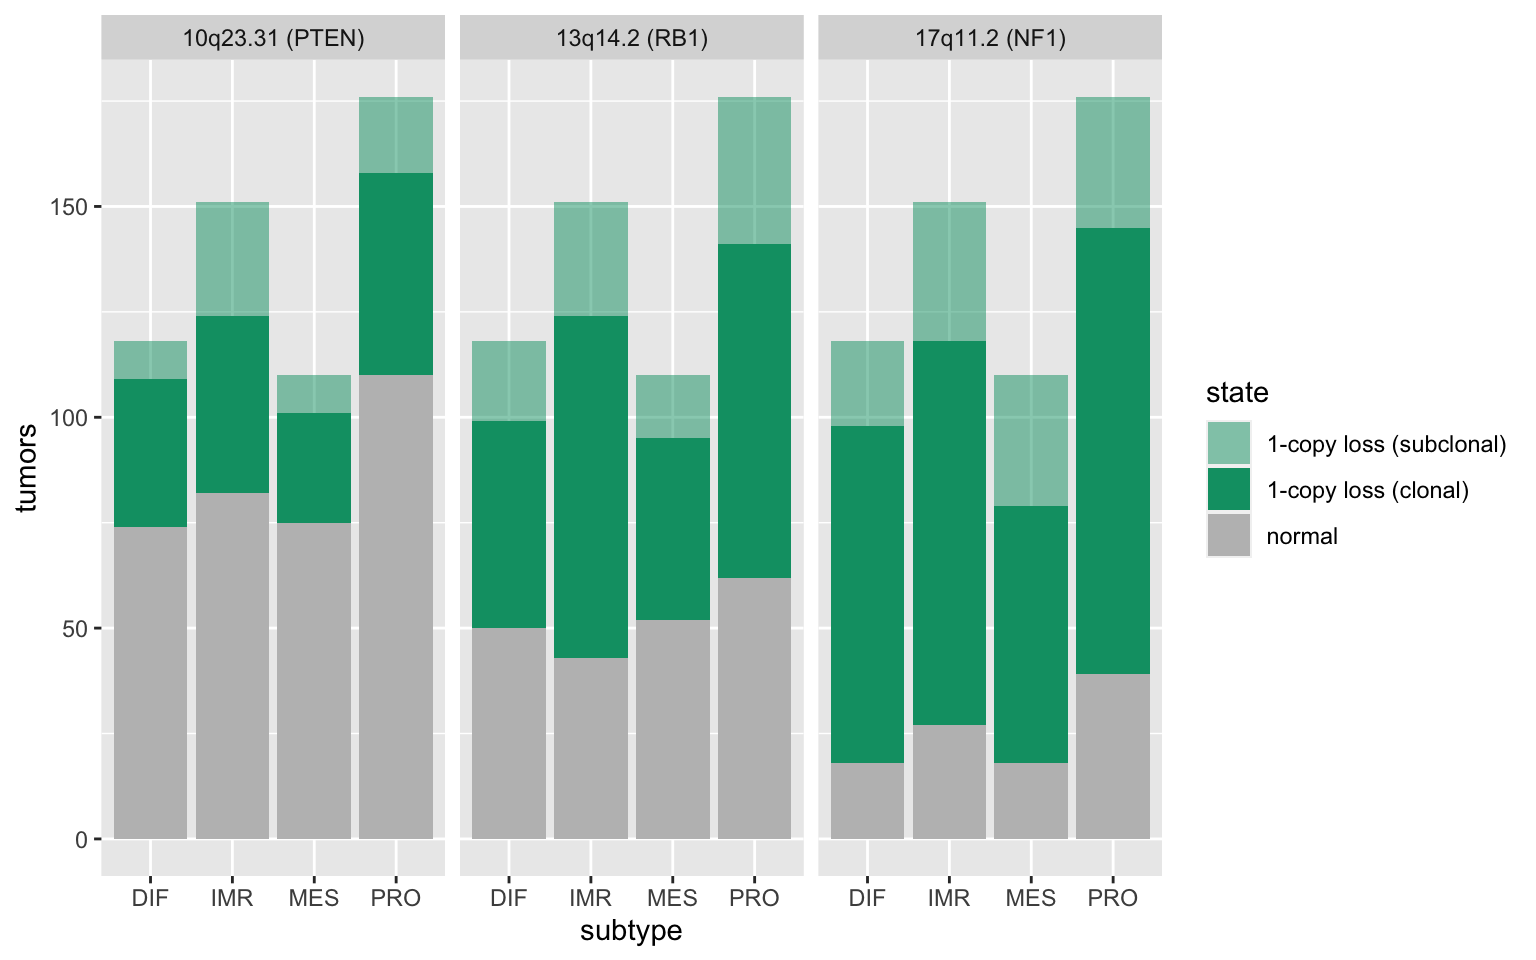 10q23.31 (PTEN) 13q14.2 (RB1) 17q11.2 (NF1)
150
100
50
0
tumors
DIF IMR MES PRO DIF IMR MES PRO DIF IMR MES PRO
subtype
state
1-copy loss (subclonal)
1-copy loss (clonal)
normal